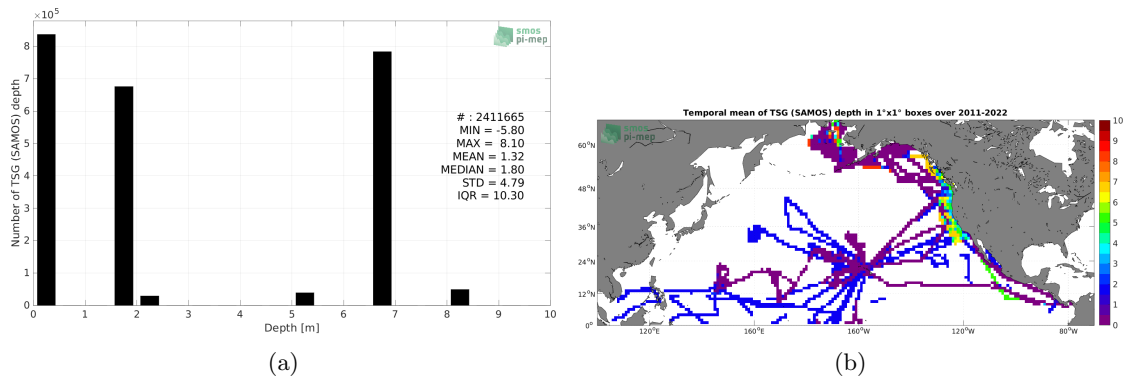 ×10⁵
8
7
6
5
4
3
2
1
0
Number of TSG (SAMOS) depth
0 1 2 3 4 5 6 7 8 9 10
Depth [m]
smos
pi-mep
# : 2411665
MIN = -5.80
MAX = 8.10
MEAN = 1.32
MEDIAN = 1.80
STD = 4.79
IQR = 10.30
(a)
Temporal mean of TSG (SAMOS) depth in 1°x1° boxes over 2011-2022
smos
pi-mep
60°N
48°N
36°N
24°N
12°N
0°
120°E 160°E 160°W 120°W 80°W
10
9
8
7
6
5
4
3
2
1
0
(b)